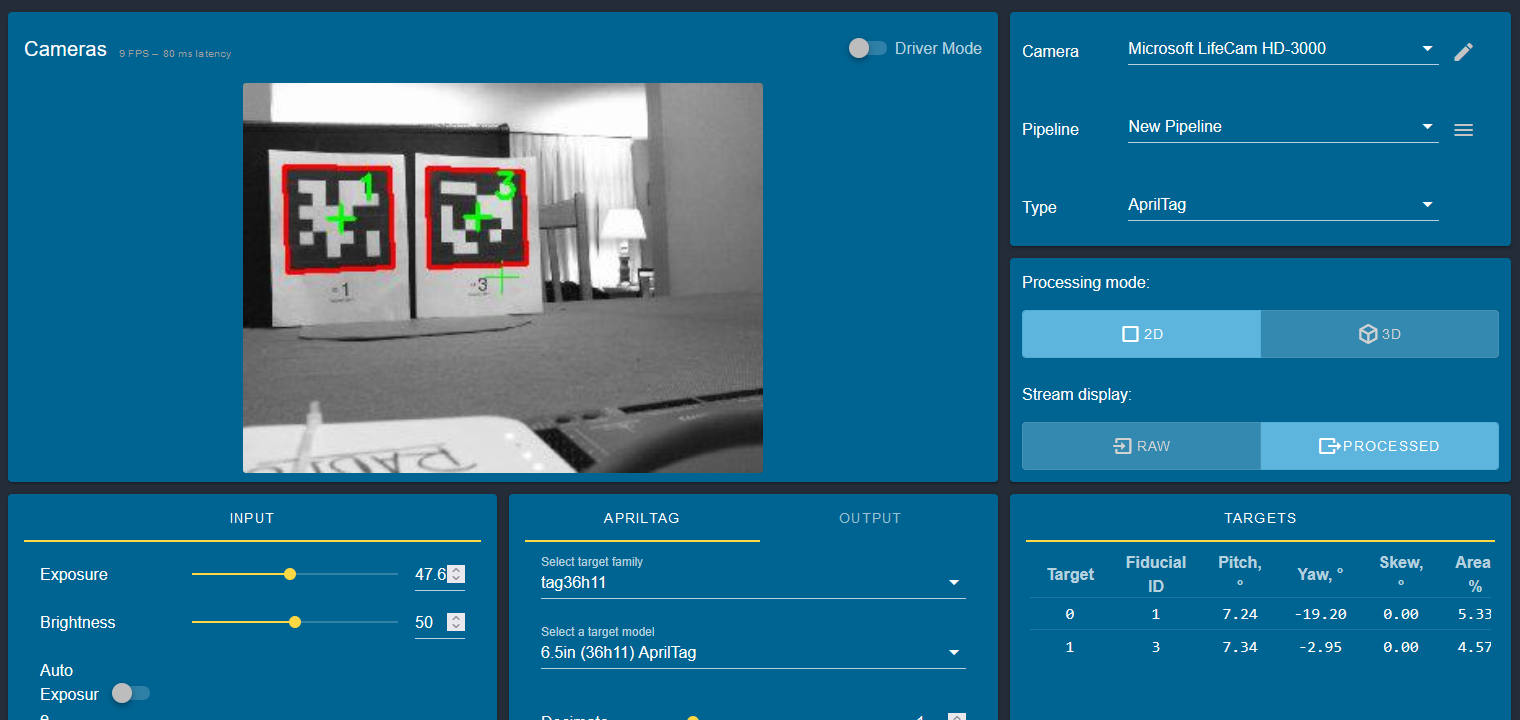 Cameras 9 FPS – 80 ms latency
Driver Mode
1 3
1 3
Camera Microsoft LifeCam HD-3000
Pipeline New Pipeline
Type AprilTag
Processing mode:
2D 3D
Stream display:
RAW PROCESSED
INPUT
Exposure 47.6
Brightness 50
Auto
Exposur
e
APRILTAG OUTPUT
Select target family
tag36h11
Select a target model
6.5in (36h11) AprilTag
Decimate 1
TARGETS
Target Fiducial ID Pitch, ° Yaw, ° Skew, ° Area %
0 1 7.24 -19.20 0.00 5.33
1 3 7.34 -2.95 0.00 4.57